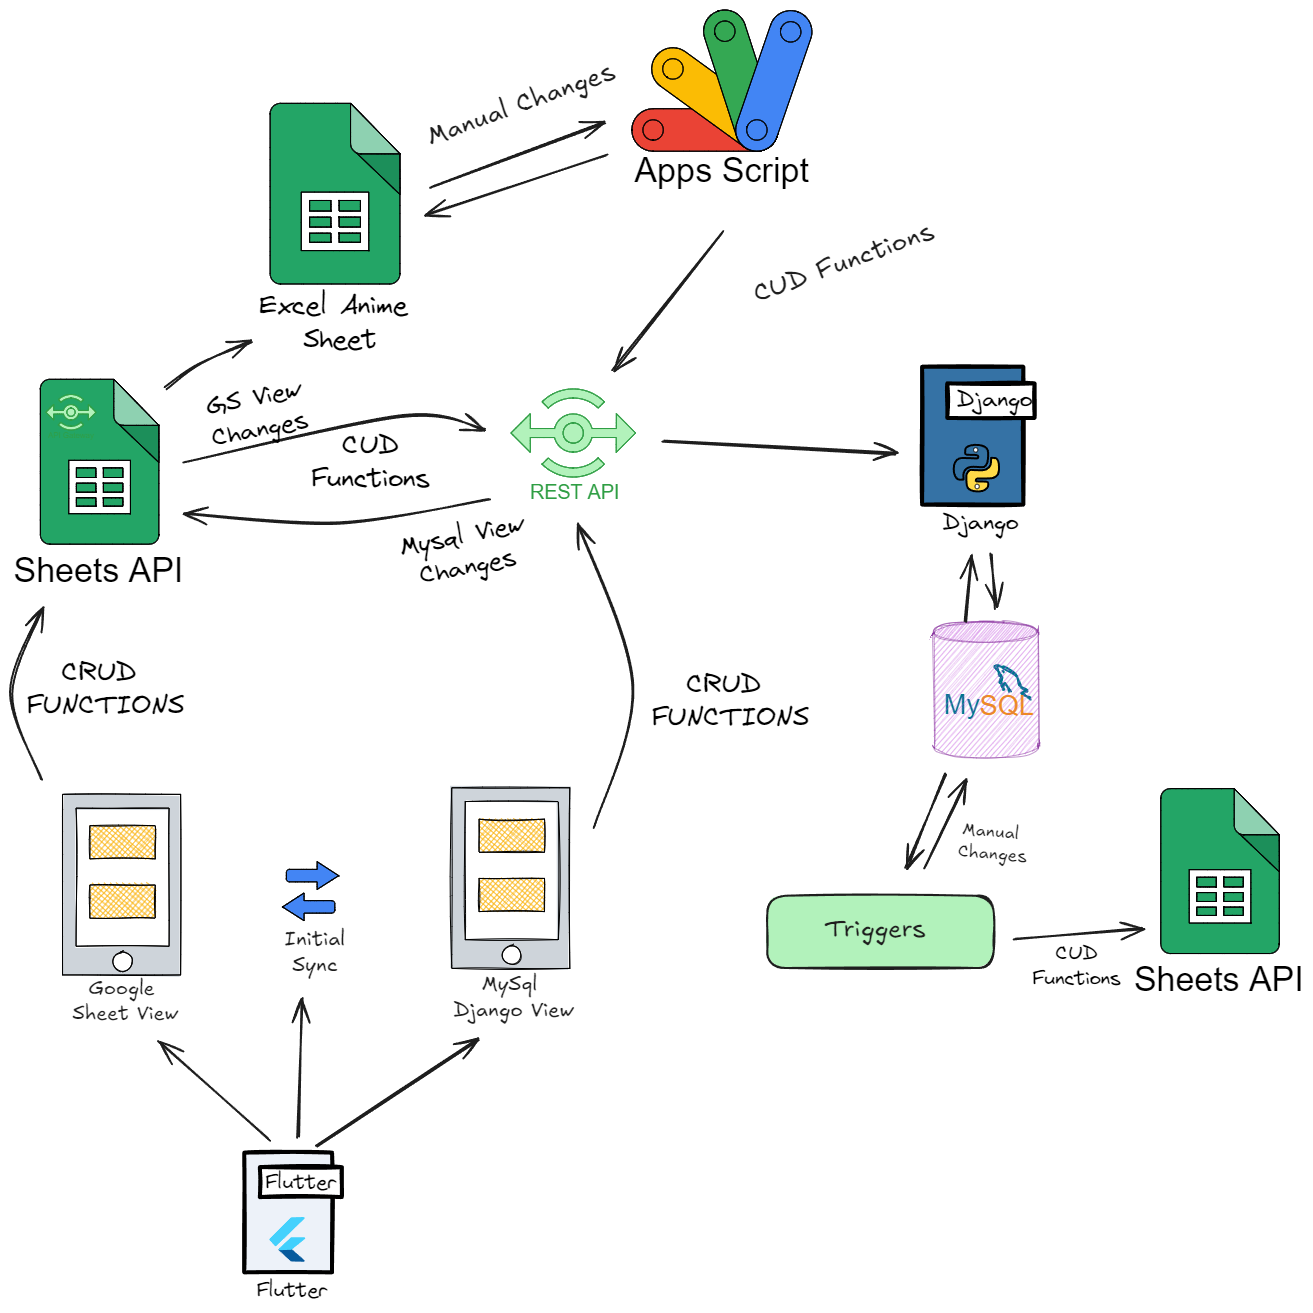 Manual Changes
Apps Script
CUD Functions
Excel Anime
Sheet
GS View
Changes
CUD
Functions
REST API
Mysql View
Changes
Sheets API
Django
Django
CRUD
FUNCTIONS
CRUD
FUNCTIONS
MySQL
Manual
Changes
Triggers
CUD
Functions
Sheets API
Initial
Sync
Google
Sheet View
MySql
Django View
Flutter
Flutter